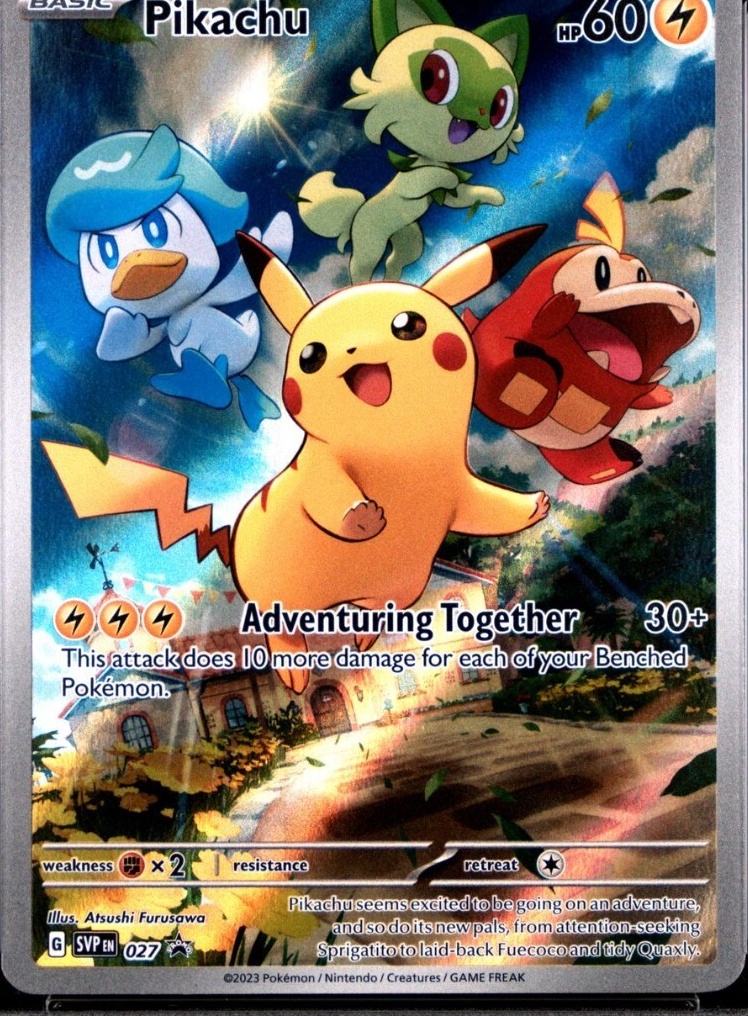 BASIC
Pikachu HP60
Adventuring Together 30+
This attack does 10 more damage for each of your Benched
Pokémon.
weakness ×2 resistance retreat
Illus. Atsushi Furusawa
G SVP EN 027
Pikachu seems excited to be going on an adventure,
and so do its new pals, from attention-seeking
Sprigatito to laid-back Fuecoco and tidy Quaxly.
©2023 Pokémon / Nintendo / Creatures / GAME FREAK